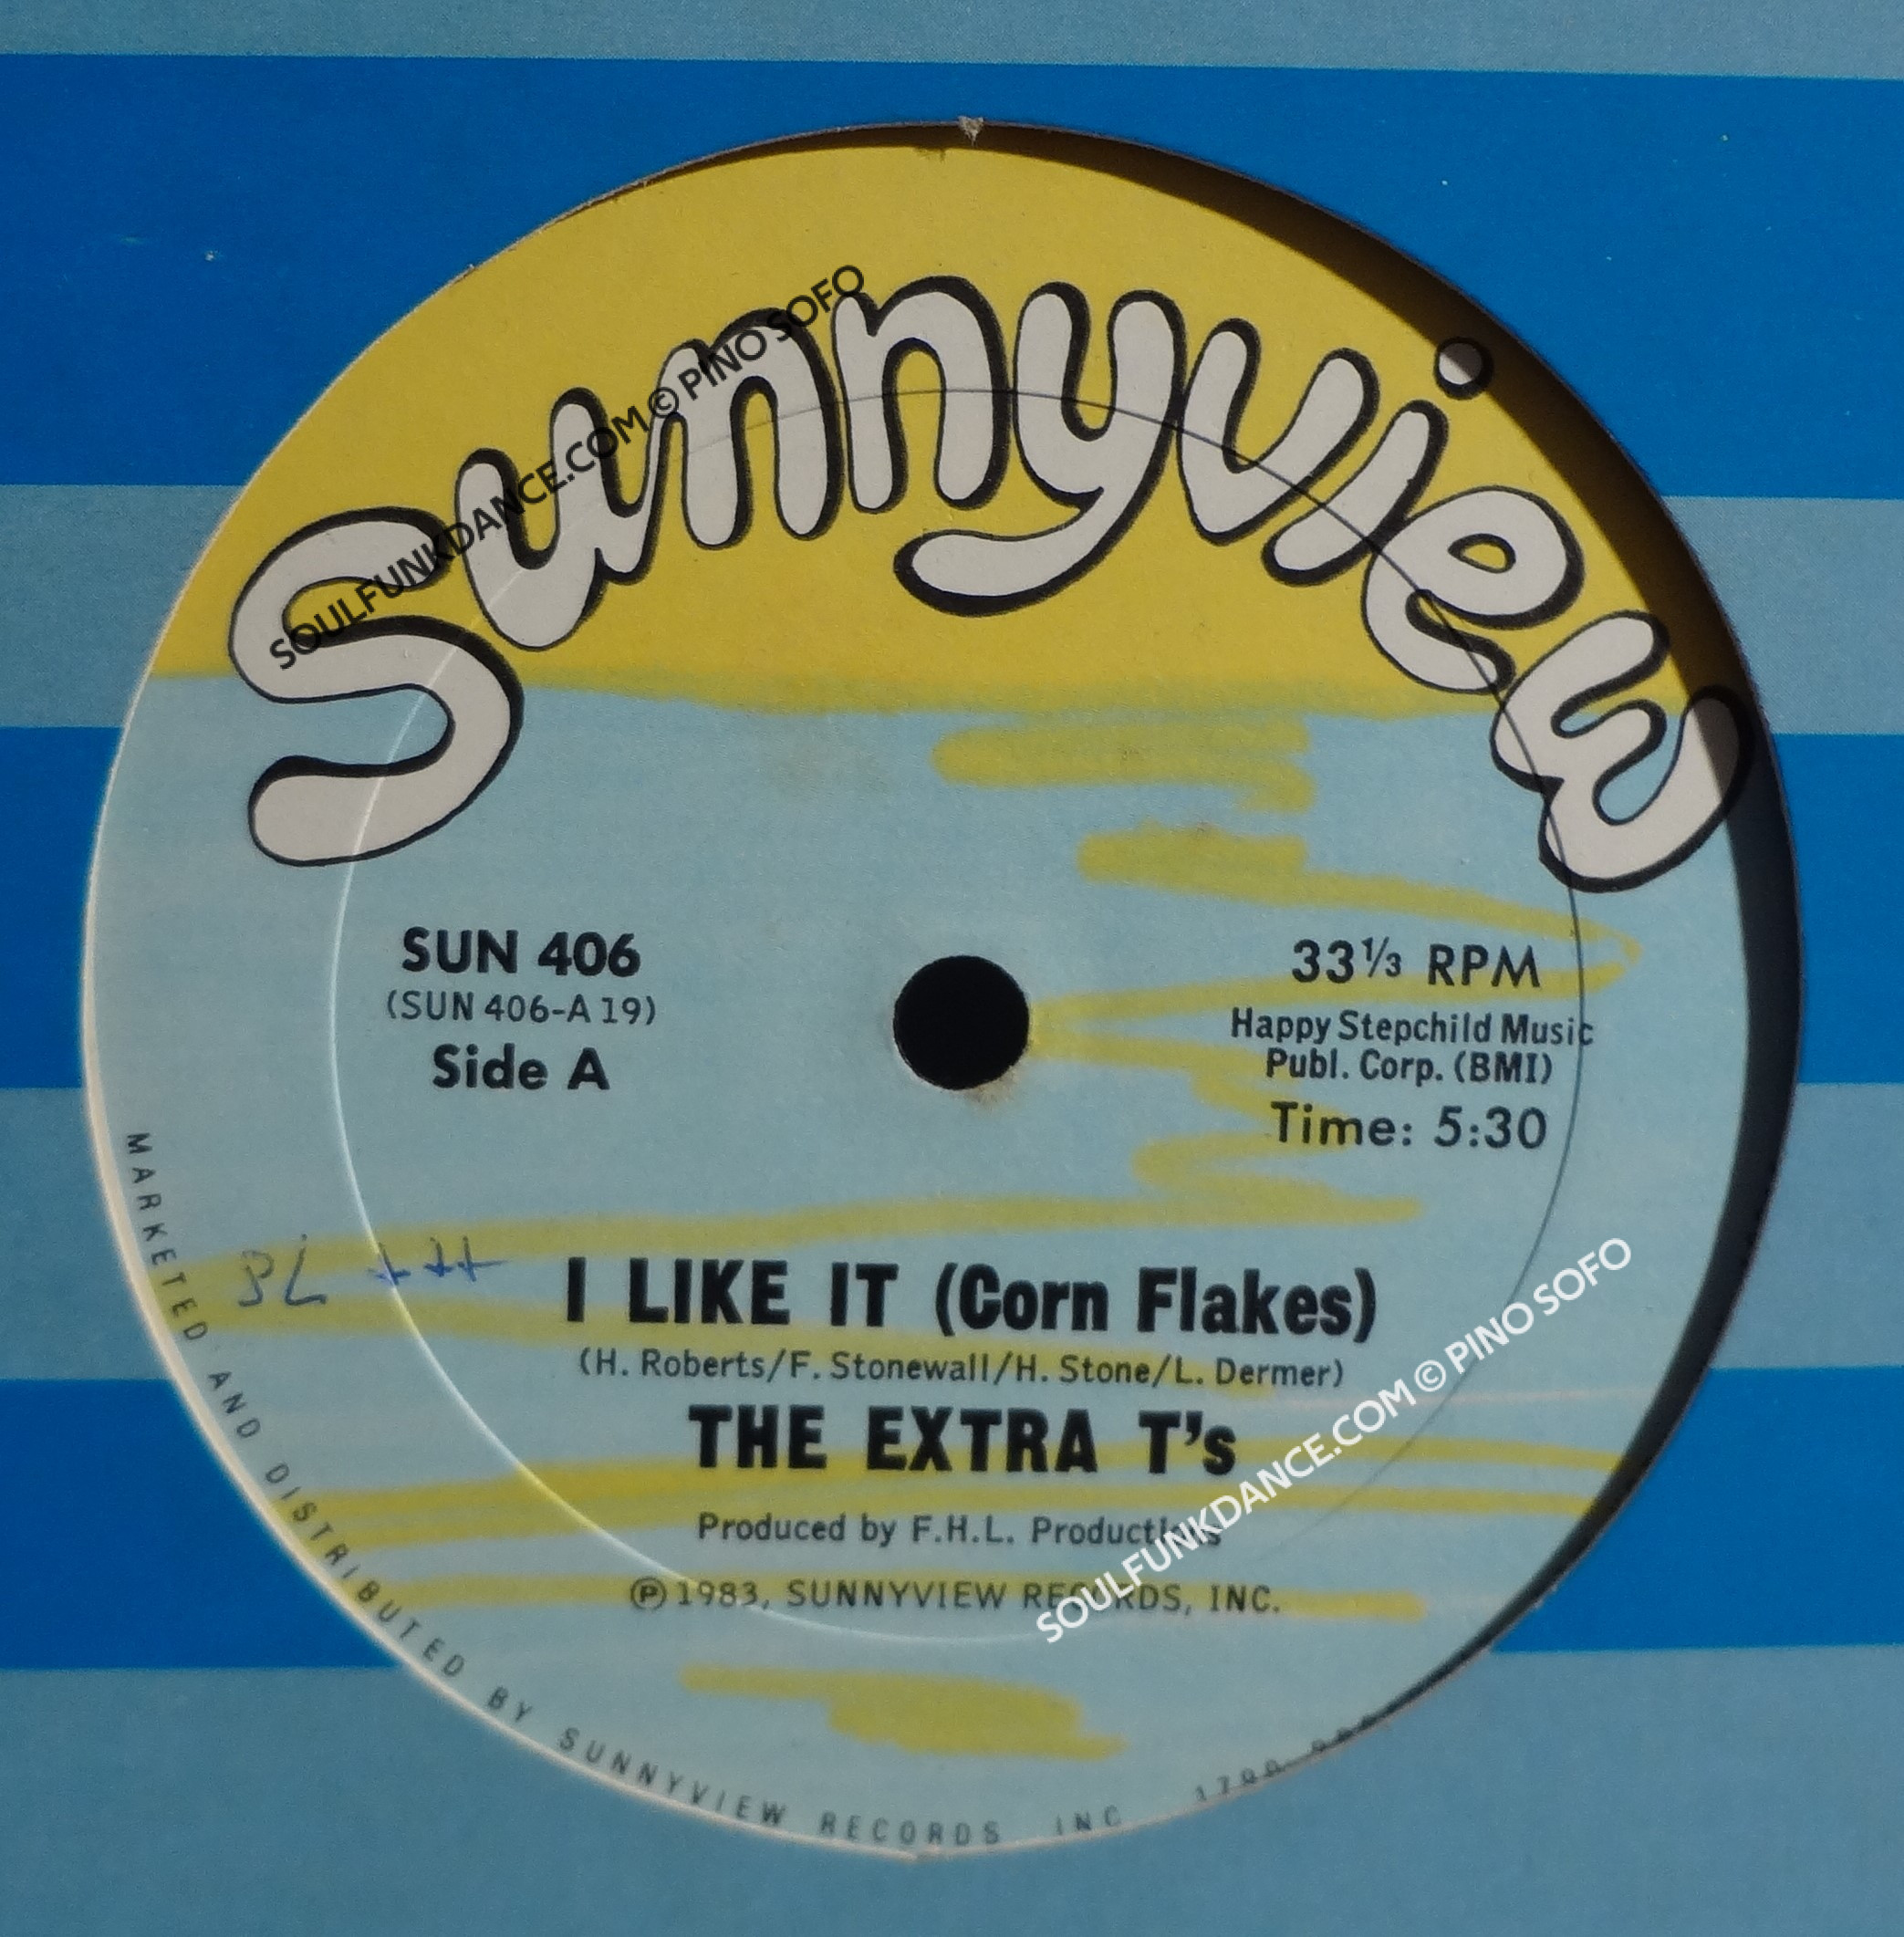 Sunnyview
SOULFUNKDANCE.COM © PINO SOFO
SUN 406
(SUN 406-A 19)
Side A
33⅓ RPM
Happy Stepchild Music
Publ. Corp. (BMI)
Time: 5:30
I LIKE IT (Corn Flakes)
(H. Roberts/F. Stonewall/H. Stone/L. Dermer)
THE EXTRA T's
Produced by F.H.L. Productions
℗ 1983, SUNNYVIEW RECORDS, INC.
SOULFUNKDANCE.COM © PINO SOFO
MARKETED AND DISTRIBUTED BY SUNNYVIEW RECORDS INC